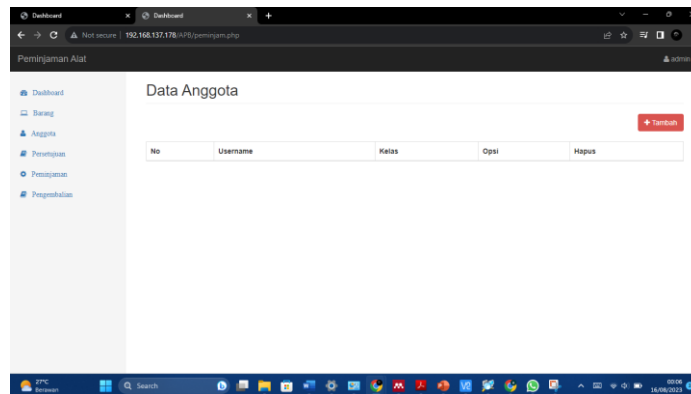 Dashboard
Dashboard
Not secure | 192.168.137.178/APB/peminjam.php
Peminjaman Alat
admin
Dashboard
Barang
Anggota
Persetujuan
Peminjaman
Pengembalian
Data Anggota
+ Tambah
No Username Kelas Opsi Hapus
27°C
Berawan
Search
00:06
16/08/2023